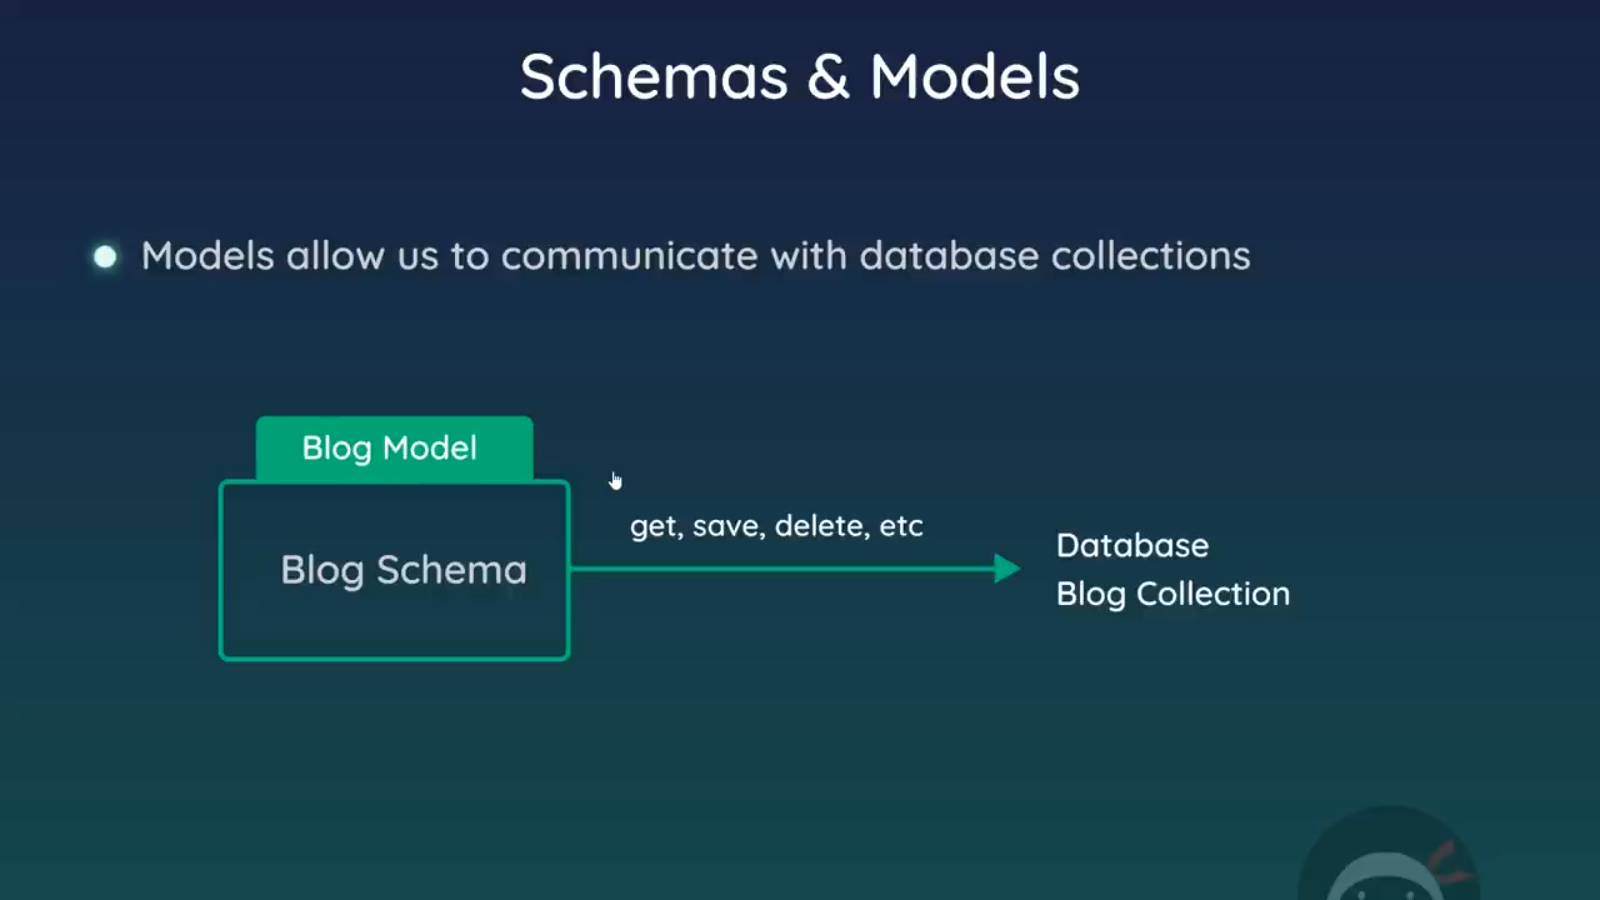 Schemas & Models
Models allow us to communicate with database collections
Blog Model
Blog Schema
get, save, delete, etc
Database
Blog Collection